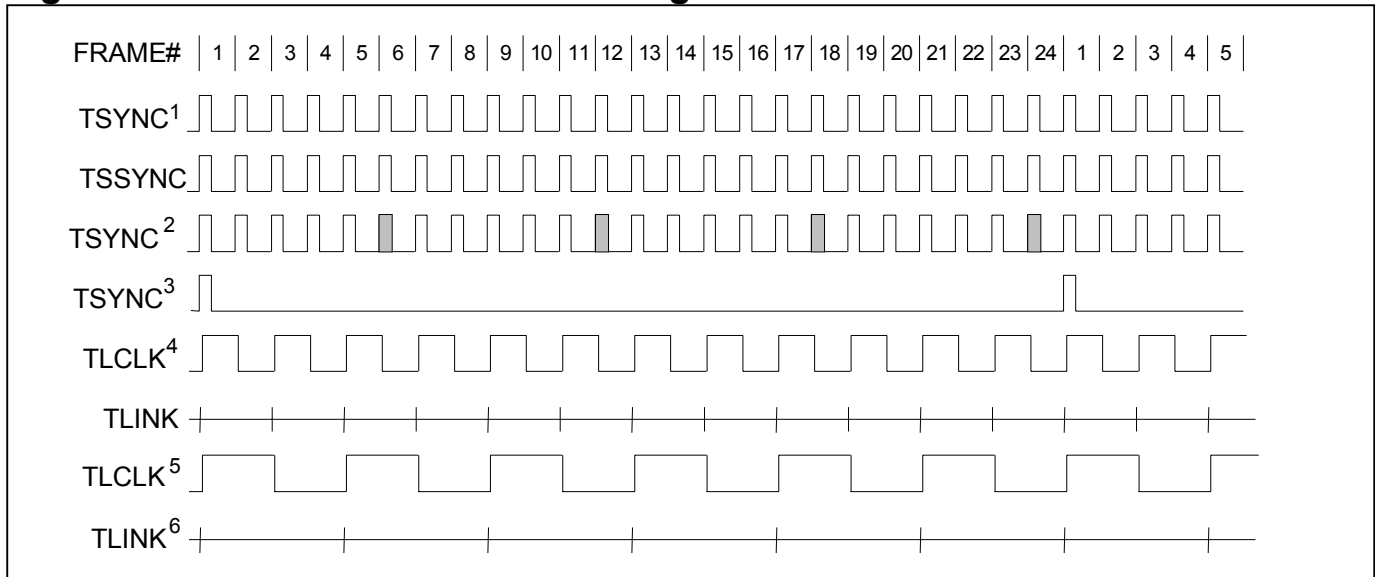 FRAME# 1 2 3 4 5 6 7 8 9 10 11 12 13 14 15 16 17 18 19 20 21 22 23 24 1 2 3 4 5
TSYNC1
TSSYNC
TSYNC2
TSYNC3
TLCLK4
TLINK
TLCLK5
TLINK6